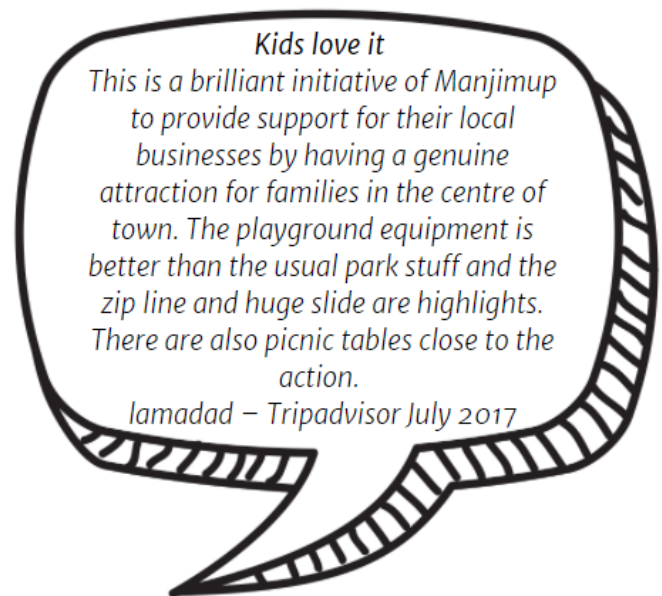 Kids love it
This is a brilliant initiative of Manjimup
to provide support for their local
businesses by having a genuine
attraction for families in the centre of
town. The playground equipment is
better than the usual park stuff and the
zip line and huge slide are highlights.
There are also picnic tables close to the
action.
lamadad – Tripadvisor July 2017